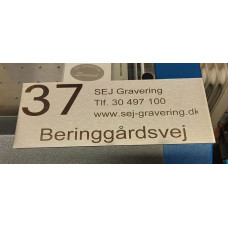 37
SEJ Gravering
Tlf. 30 497 100
www.sej-gravering.dk
Beringgårdsvej